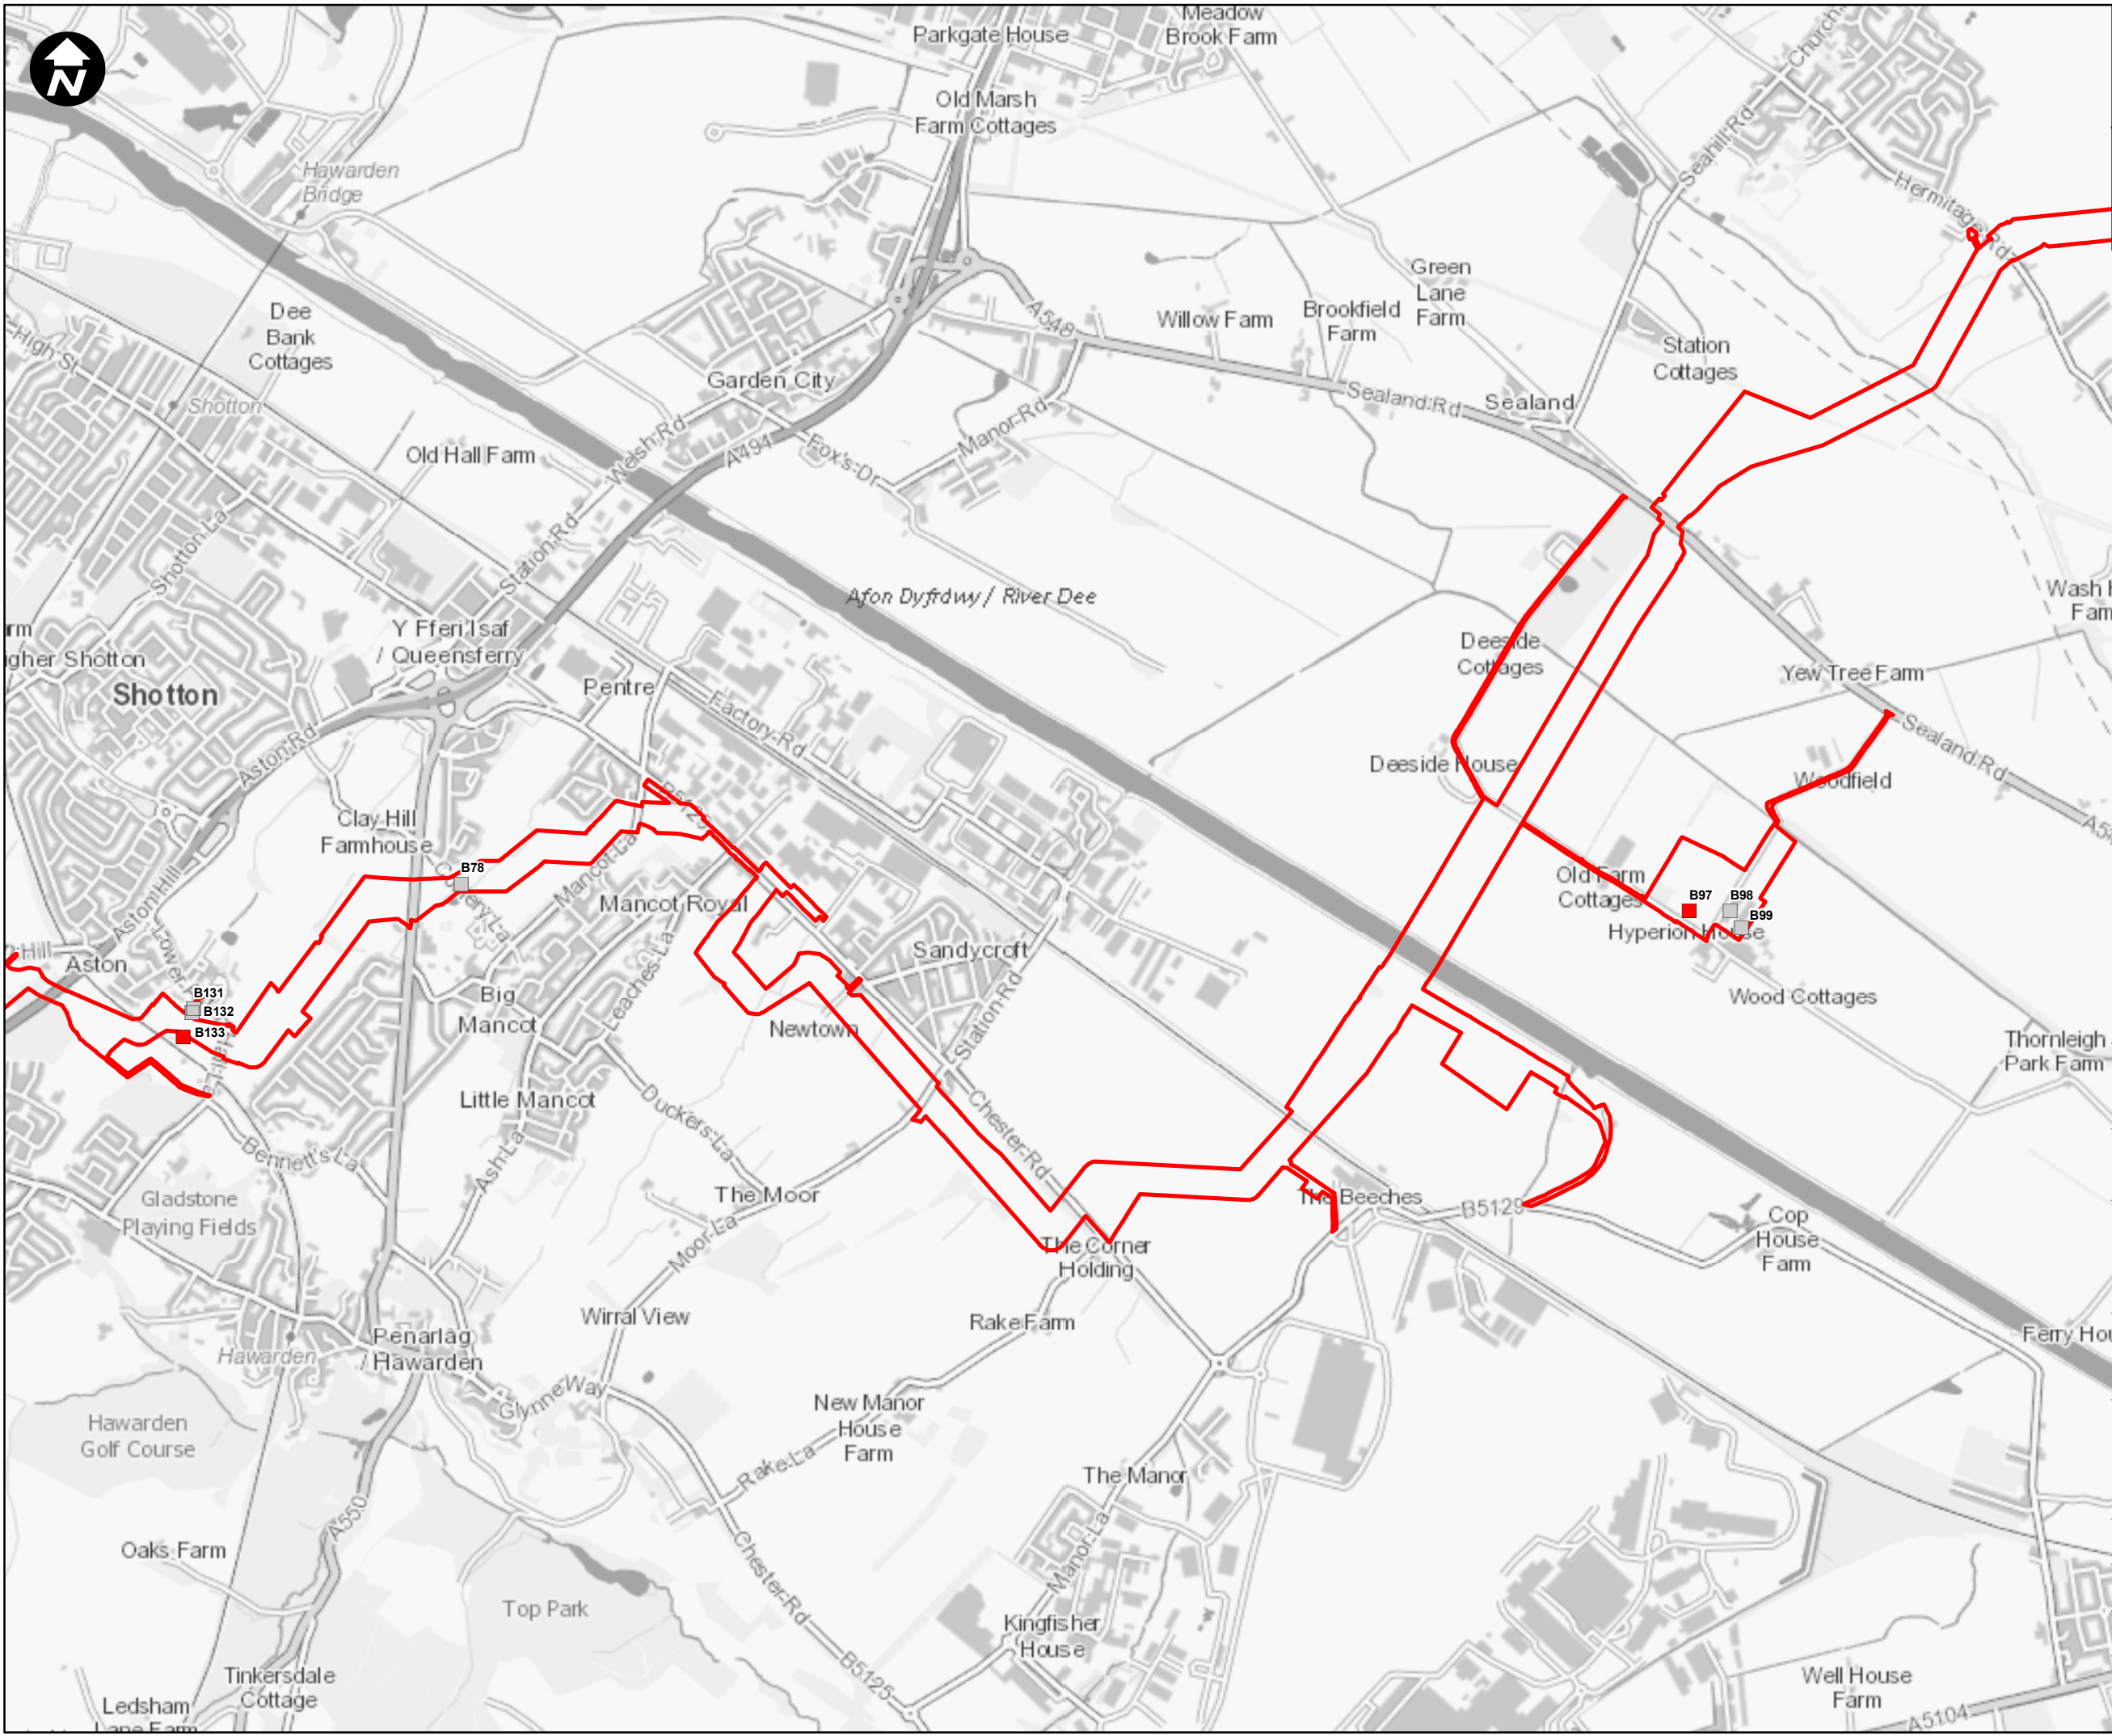 Meadow
Brook Farm
Parkgate House
Church
N
Old Marsh
Farm Cottages
Hawarden
Bridge
Seahill Rd
Hermitage Rd
Dee
Bank
Cottages
Green
Lane
Farm
A548
Willow Farm
Brookfield
Farm
Station
Cottages
High St
Garden City
Shotton
Sealand Rd
Sealand
Manor Rd
Welsh Rd
A494
Fox's Dr
Old Hall Farm
Station Rd
Shotton La
Afon Dyfrdwy / River Dee
Wash
Fam
Y Fferi Isaf
/ Queensferry
rm
igher Shotton
Deeside
Cottages
Yew Tree Farm
Shotton
Pentre
Factory Rd
Aston Rd
Sealand Rd
Deeside House
Woodfield
B5129
Clay Hill
Farmhouse
Mancot La
B78
Aston Hill
Old Farm
Cottages
B97
B98
B99
Mancot Royal
Hyperion House
Lower
Hill
Aston
Sandycroft
Leaches La
B131
B132
B133
Big
Mancot
Wood Cottages
Newtown
Station Rd
Thornleigh
Park Farm
Little Mancot
Duckers La
Chester Rd
Bennett's La
Ash La
Gladstone
Playing Fields
The Moor
The Beeches
B5129
Cop
House
Farm
Moor La
The Corner
Holding
Wirral View
Rake Farm
Penarlâg
/ Hawarden
Hawarden
Ferry Hou
Glynne Way
New Manor
House
Farm
Hawarden
Golf Course
Rake La
The Manor
A550
Oaks Farm
Manor La
Chester Rd
Top Park
Kingfisher
House
B5125
Tinkersdale
Cottage
Well House
Farm
Ledsham
Lane Farm
A5104